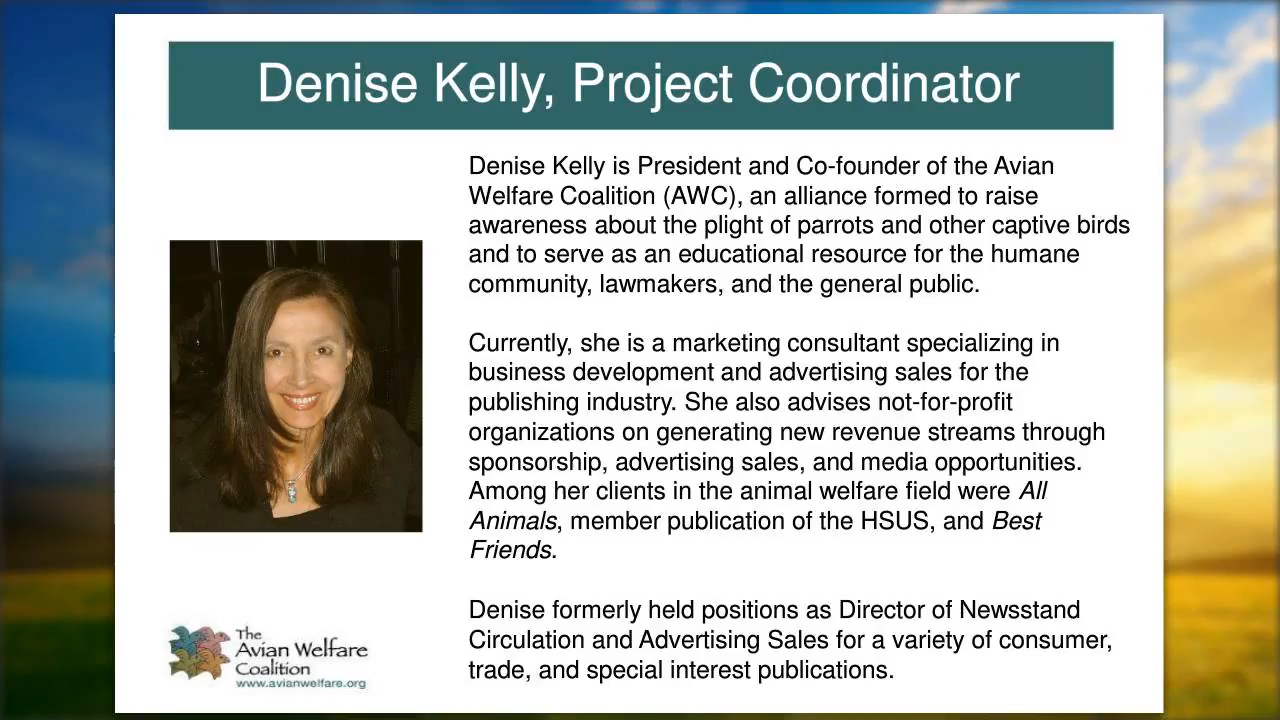 Denise Kelly, Project Coordinator
Denise Kelly is President and Co-founder of the Avian
Welfare Coalition (AWC), an alliance formed to raise
awareness about the plight of parrots and other captive birds
and to serve as an educational resource for the humane
community, lawmakers, and the general public.
Currently, she is a marketing consultant specializing in
business development and advertising sales for the
publishing industry. She also advises not-for-profit
organizations on generating new revenue streams through
sponsorship, advertising sales, and media opportunities.
Among her clients in the animal welfare field were All
Animals, member publication of the HSUS, and Best
Friends.
Denise formerly held positions as Director of Newsstand
Circulation and Advertising Sales for a variety of consumer,
trade, and special interest publications.
The
Avian Welfare
Coalition
www.avianwelfare.org